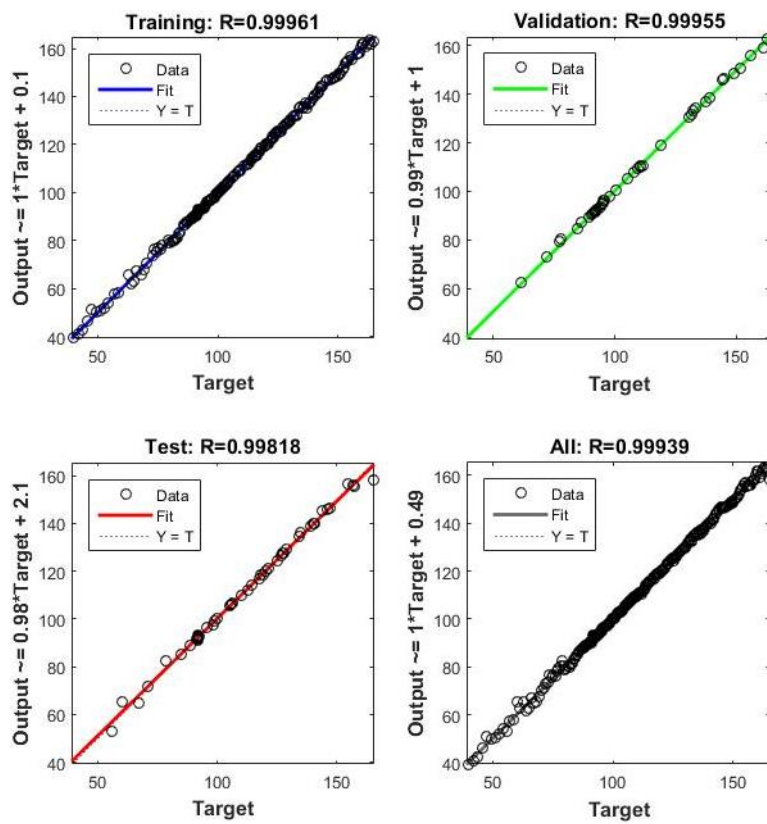 Training: R=0.99961
Output ~= 1*Target + 0.1
160
140
120
100
80
60
40
Data
Fit
Y = T
50 100 150
Target
Validation: R=0.99955
Output ~= 0.99*Target + 1
160
140
120
100
80
60
40
Data
Fit
Y = T
50 100 150
Target
Test: R=0.99818
Output ~= 0.98*Target + 2.1
160
140
120
100
80
60
40
Data
Fit
Y = T
50 100 150
Target
All: R=0.99939
Output ~= 1*Target + 0.49
160
140
120
100
80
60
40
Data
Fit
Y = T
50 100 150
Target